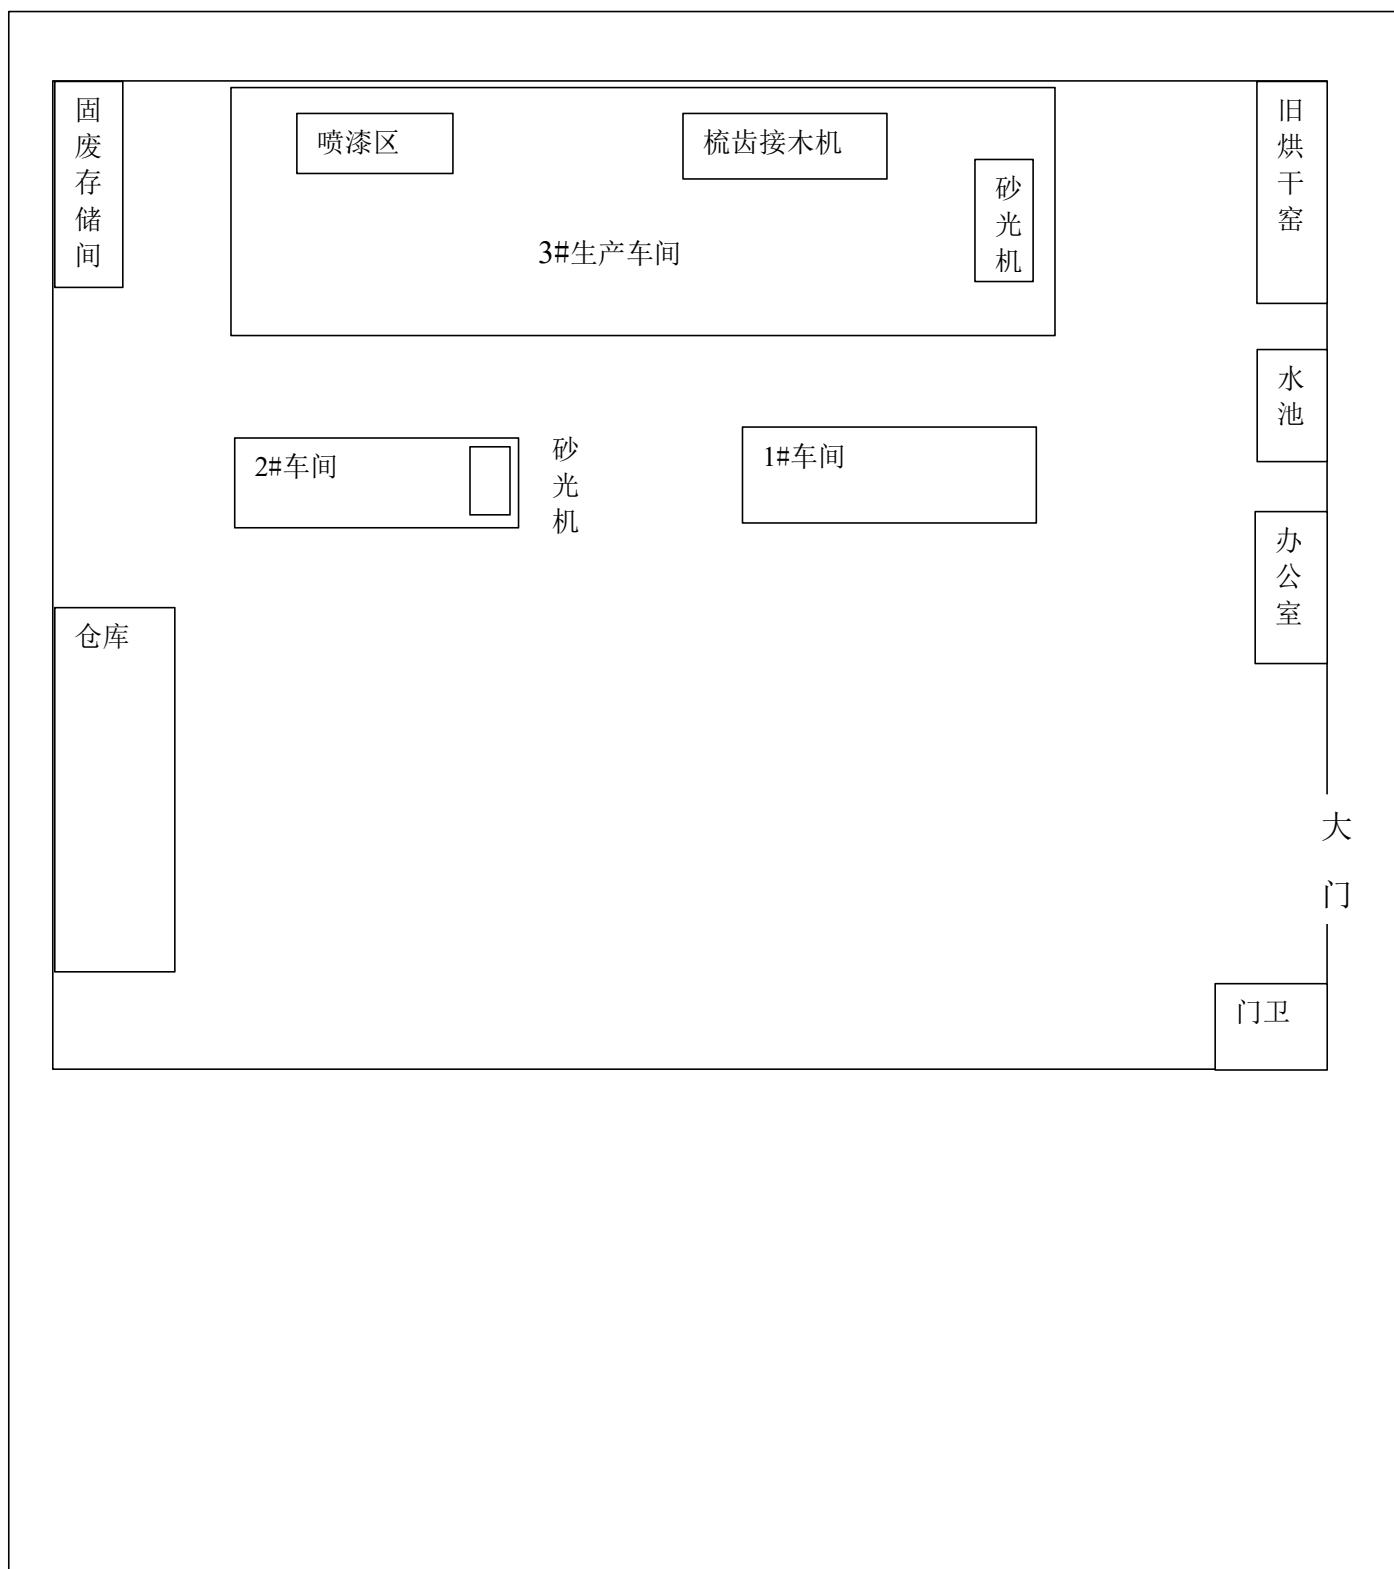 固废存储间
喷漆区
梳齿接木机
砂光机
3#生产车间
旧烘干窑
水池
2#车间
砂光机
1#车间
办公室
仓库
大门
门卫